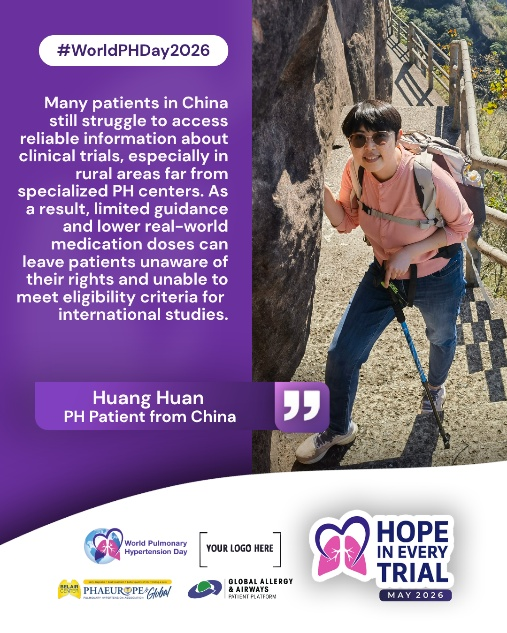 #WorldPHDay2026
Many patients in China
still struggle to access
reliable information about
clinical trials, especially in
rural areas far from
specialized PH centers. As
a result, limited guidance
and lower real-world
medication doses can
leave patients unaware of
their rights and unable to
meet eligibility criteria for
international studies.
Huang Huan
PH Patient from China
World Pulmonary
Hypertension Day
YOUR LOGO HERE
PHAEUROPE
Global
GLOBAL ALLERGY
& AIRWAYS
PATIENT PLATFORM
HOPE
IN EVERY
TRIAL
MAY 2026